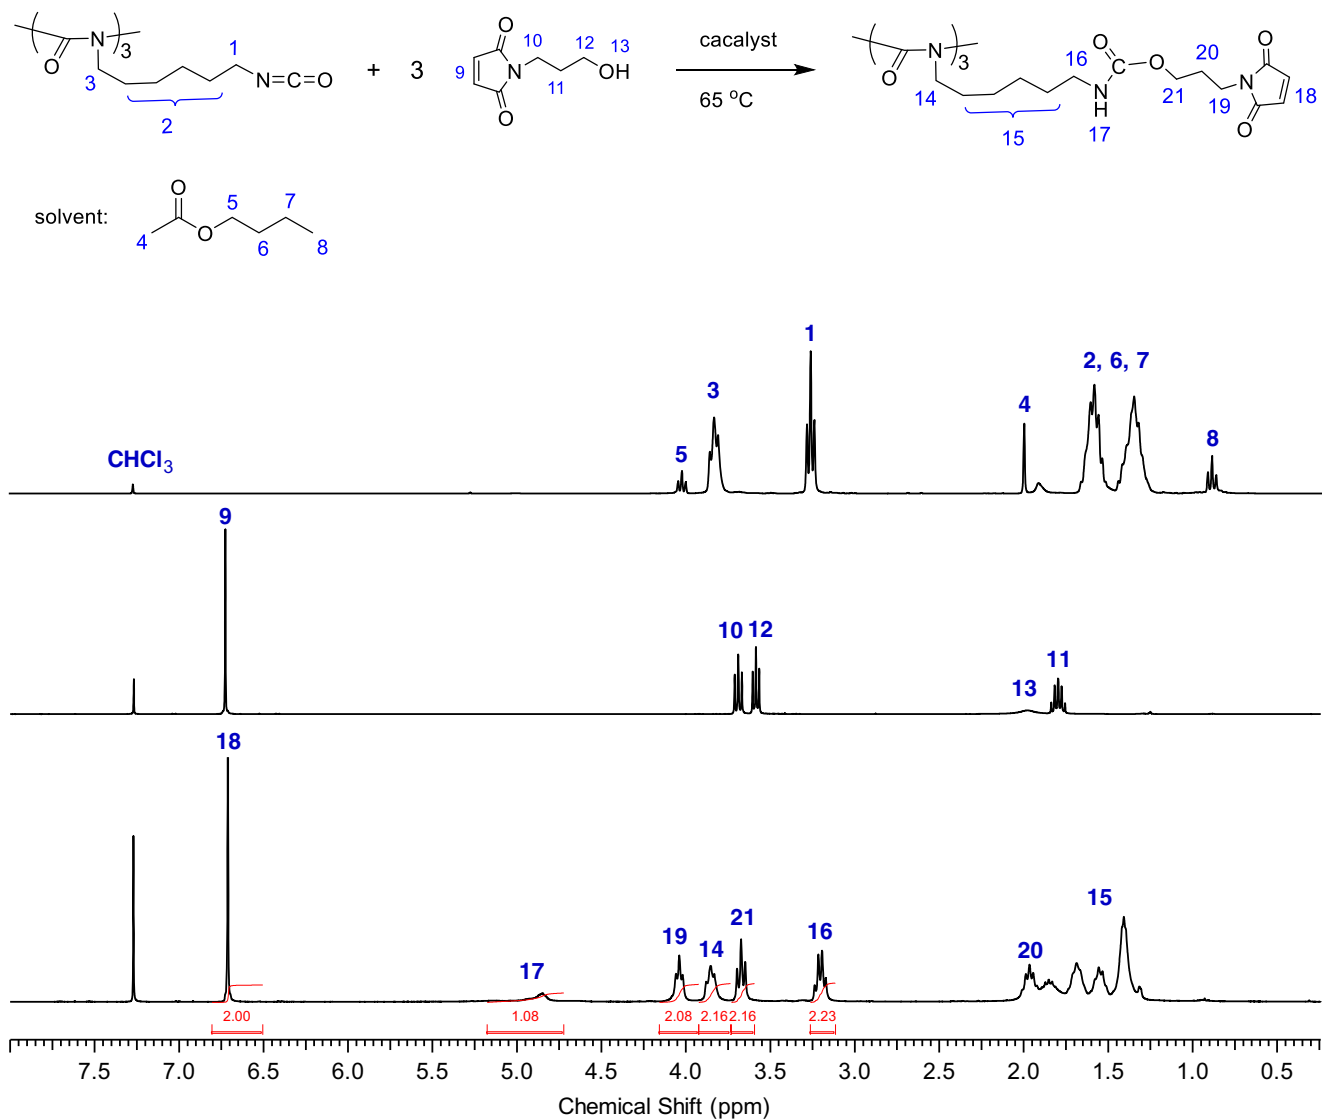 ( C N )3
O
1
N=C=O
3
2
+ 3
O
9
N
O
10
11
12
13
OH
cacalyst
65 °C
( N )3
O
14
15
16
N
H
17
O
C
O
21
20
19
N
O
O
18
solvent:
O
O
4
5
6
7
8
1
2, 6, 7
3
4
8
CHCl3
5
9
10 12
11
13
18
15
21
19
14
16
20
17
2.00
1.08
2.08
2.16
2.16
2.23
7.5 7.0 6.5 6.0 5.5 5.0 4.5 4.0 3.5 3.0 2.5 2.0 1.5 1.0 0.5
Chemical Shift (ppm)